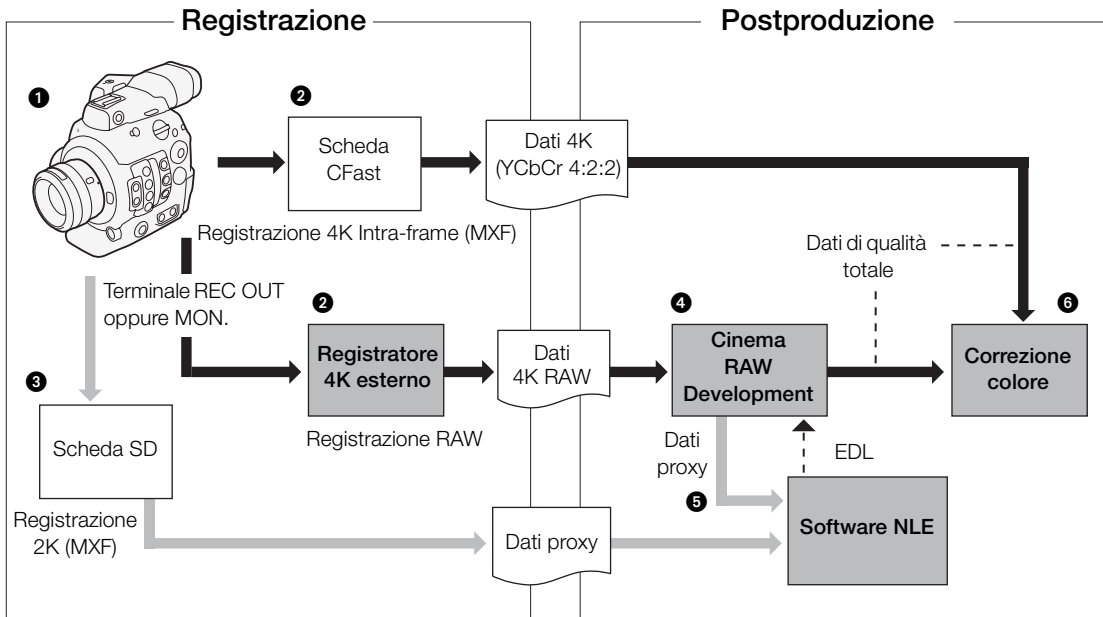 Registrazione
Postproduzione
❶
❷
Scheda
CFast
Dati 4K
(YCbCr 4:2:2)
Registrazione 4K Intra-frame (MXF)
Dati di qualità
totale
Terminale REC OUT
oppure MON.
❷
Registratore
4K esterno
Registrazione RAW
Dati
4K RAW
❹
Cinema
RAW
Development
❻
Correzione
colore
❸
Scheda SD
Registrazione
2K (MXF)
Dati
proxy
EDL
❺
Dati proxy
Software NLE